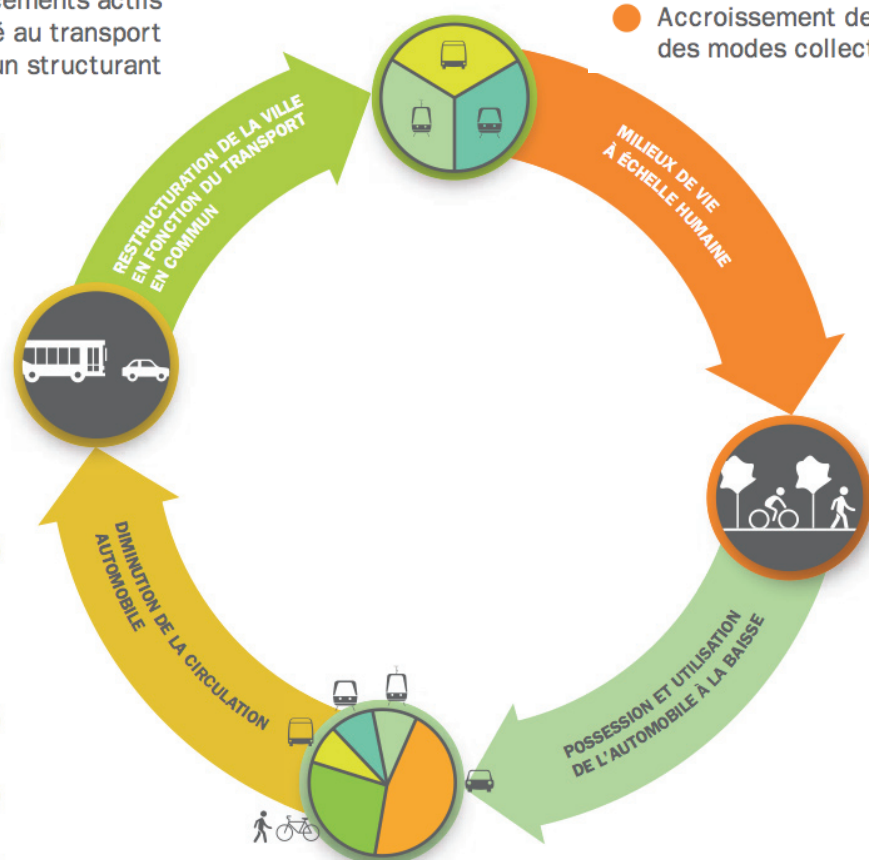 cements actifs
é au transport
un structurant
Accroissement de
des modes collect
RESTRUCTURATION DE LA VILLE
EN FONCTION DU TRANSPORT
EN COMMUN
MILIEUX DE VIE
À ÉCHELLE HUMAINE
POSSESSION ET UTILISATION
DE L'AUTOMOBILE À LA BAISSE
DIMINUTION DE LA CIRCULATION
AUTOMOBILE